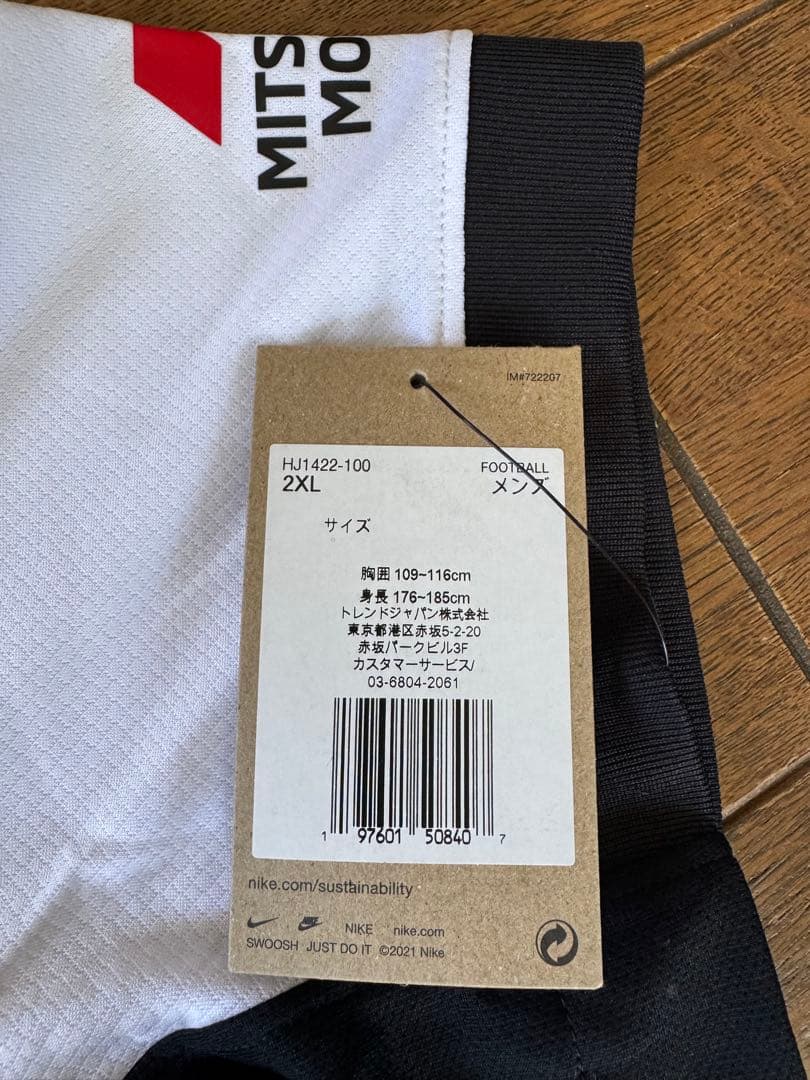 MITS
MO
IM#722207
HJ1422-100
FOOTBALL
2XL
メンズ
サイズ
胸囲 109~116cm
身長 176~185cm
トレンドジャパン株式会社
東京都港区赤坂5-2-20
赤坂パークビル3F
カスタマーサービス/
03-6804-2061
1 97601 50840 7
nike.com/sustainability
NIKE nike.com
SWOOSH JUST DO IT ©2021 Nike